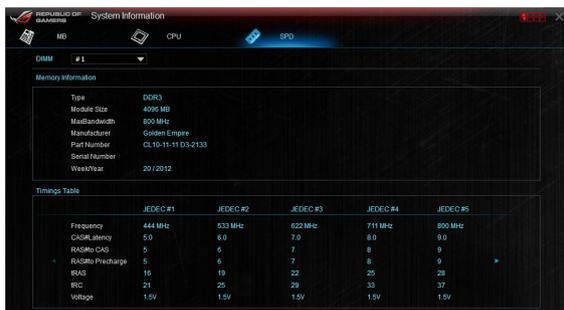 REPUBLIC OF GAMERS System Information
MB CPU SPD
DIMM #1
Memory Information
Type DDR3
Module Size 4096 MB
MaxBandwidth 800 MHz
Manufacturer Golden Empire
Part Number CL10-11-11 D3-2133
Serial Number
Week/Year 20 / 2012
Timings Table
JEDEC #1 JEDEC #2 JEDEC #3 JEDEC #4 JEDEC #5
Frequency 444 MHz 533 MHz 622 MHz 711 MHz 800 MHz
CAS#Latency 5.0 6.0 7.0 8.0 9.0
RAS#to CAS 5 6 7 8 9
RAS#to Precharge 5 6 7 8 9
tRAS 16 19 22 25 28
tRC 21 25 29 33 37
Voltage 1.5V 1.5V 1.5V 1.5V 1.5V